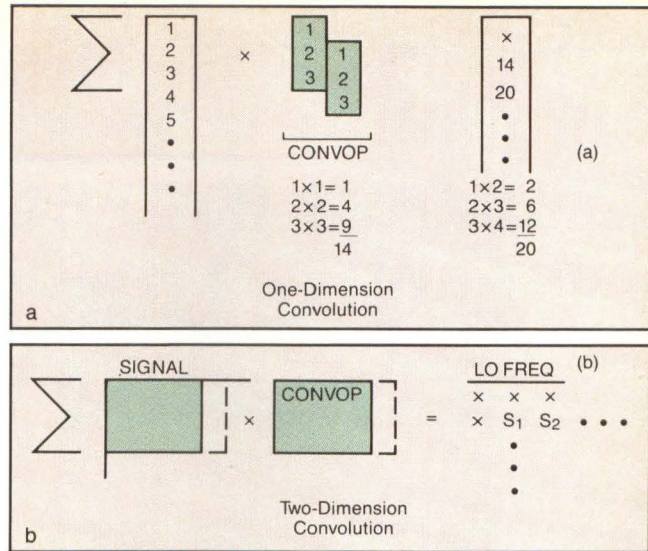 1
2
3
4
5
•
•
•
×
1
2
3
1
2
3
CONVOP
1×1= 1
2×2=4
3×3=9
14
×
14
20
•
•
•
(a)
1×2= 2
2×3= 6
3×4=12
20
One-Dimension
Convolution
a
SIGNAL
×
CONVOP
=
LO FREQ
(b)
× × ×
× S₁ S₂ • • •
•
•
•
Two-Dimension
Convolution
b